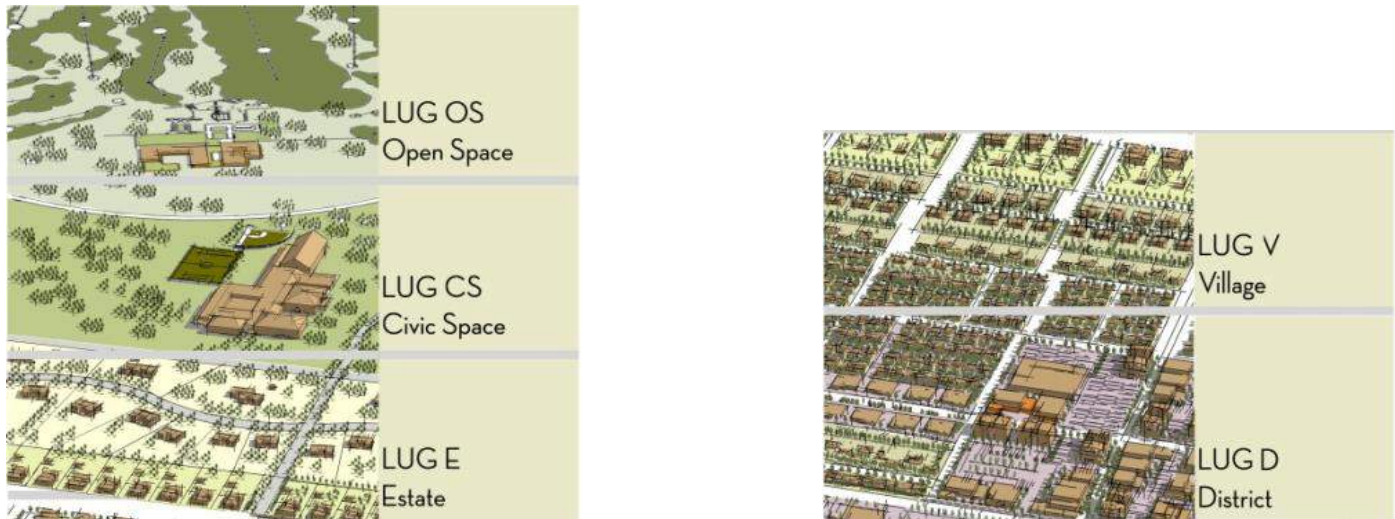 LUG OS
Open Space
LUG CS
Civic Space
LUG E
Estate
LUG V
Village
LUG D
District